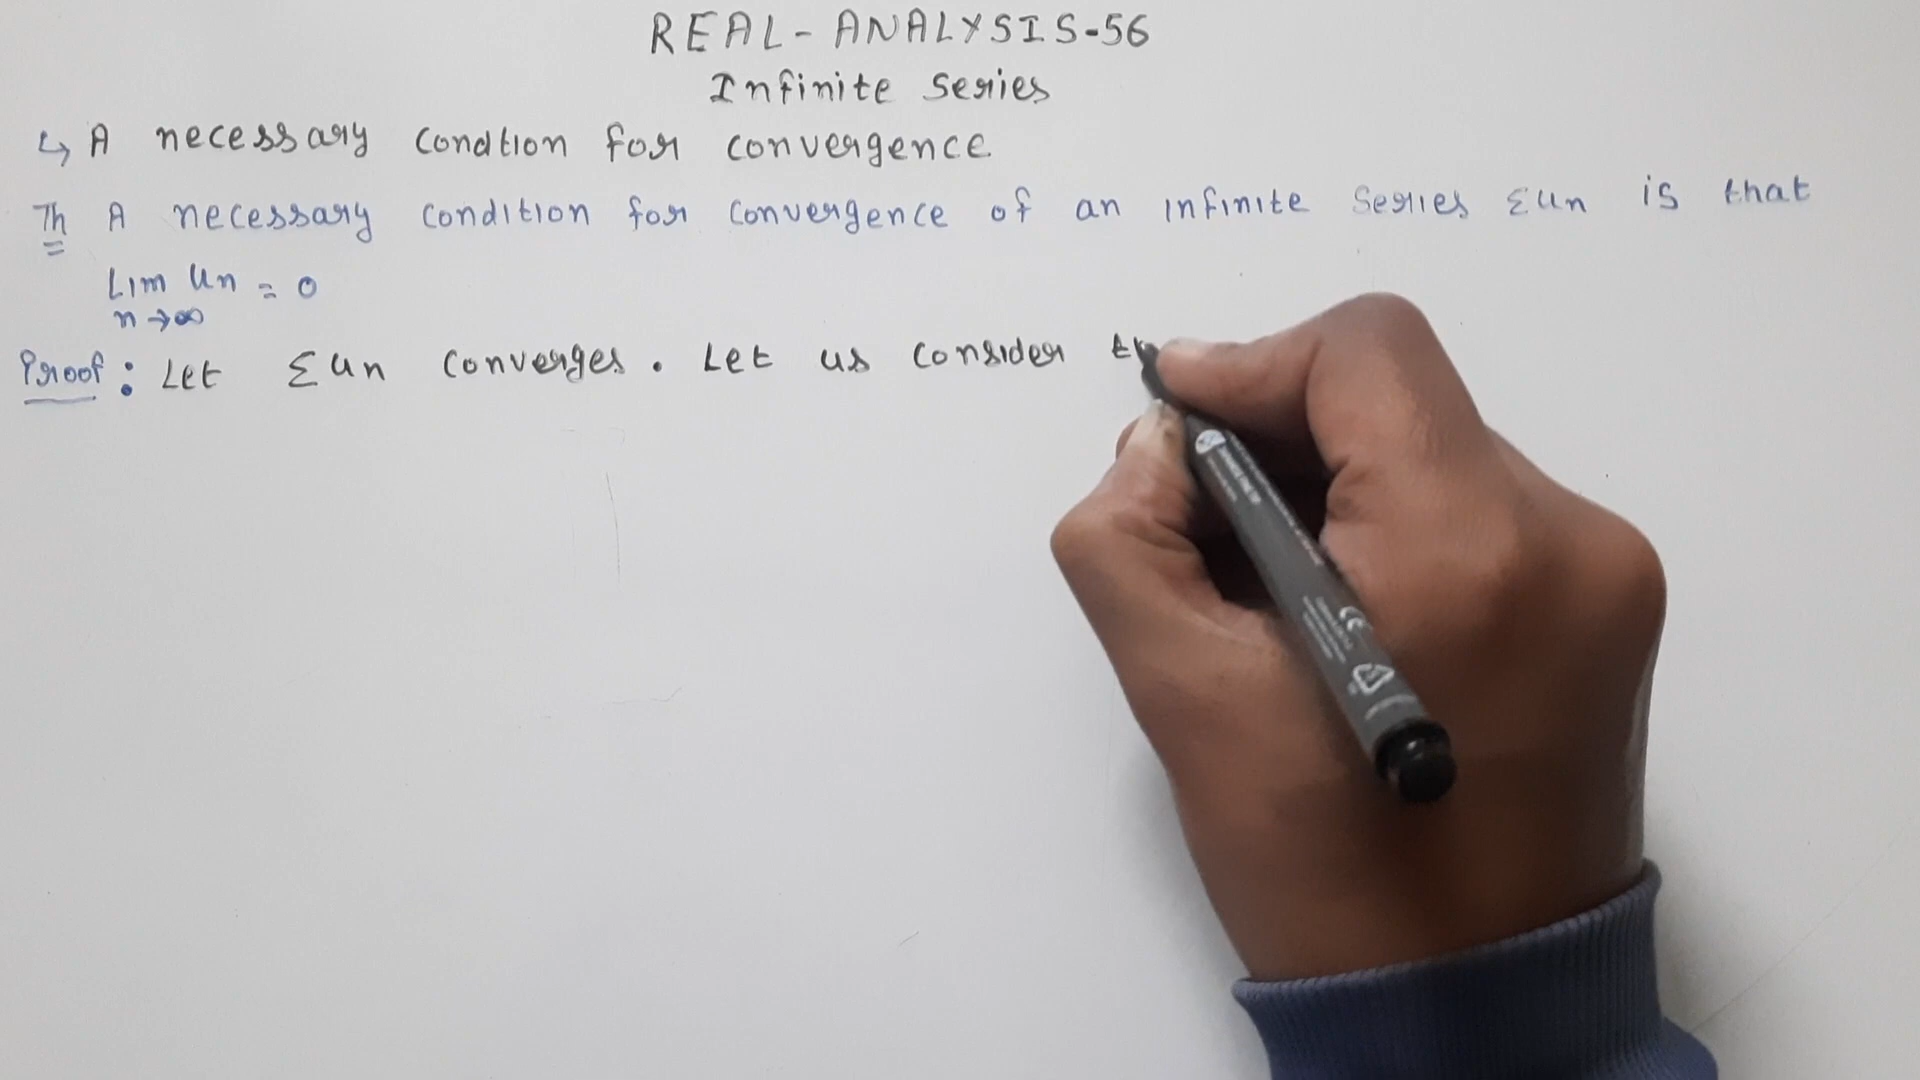 REAL-ANALYSIS-56
Infinite Series
↳ A necessary Condtion for convergence
Th A necessary condition for convergence of an infinite series Σun is that
Lim Un = 0
n→∞
Proof : Let Σun converges. Let us consider